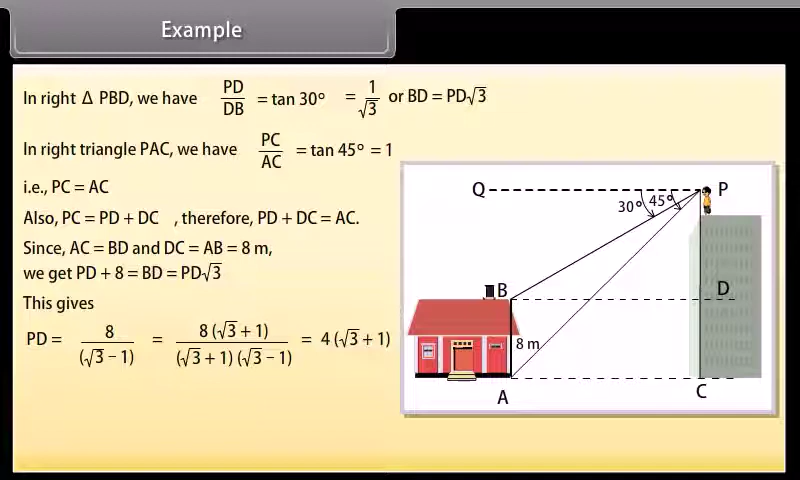 Example
In right Δ PBD, we have PD/DB = tan 30° = 1/√3 or BD = PD√3
In right triangle PAC, we have PC/AC = tan 45° = 1
i.e., PC = AC
Also, PC = PD + DC , therefore, PD + DC = AC.
Since, AC = BD and DC = AB = 8 m,
we get PD + 8 = BD = PD√3
This gives
PD = 8/(√3 − 1) = 8 (√3 + 1)/(√3 + 1) (√3 − 1) = 4 (√3 + 1)
Q
P
30°
45°
B
D
8 m
A
C